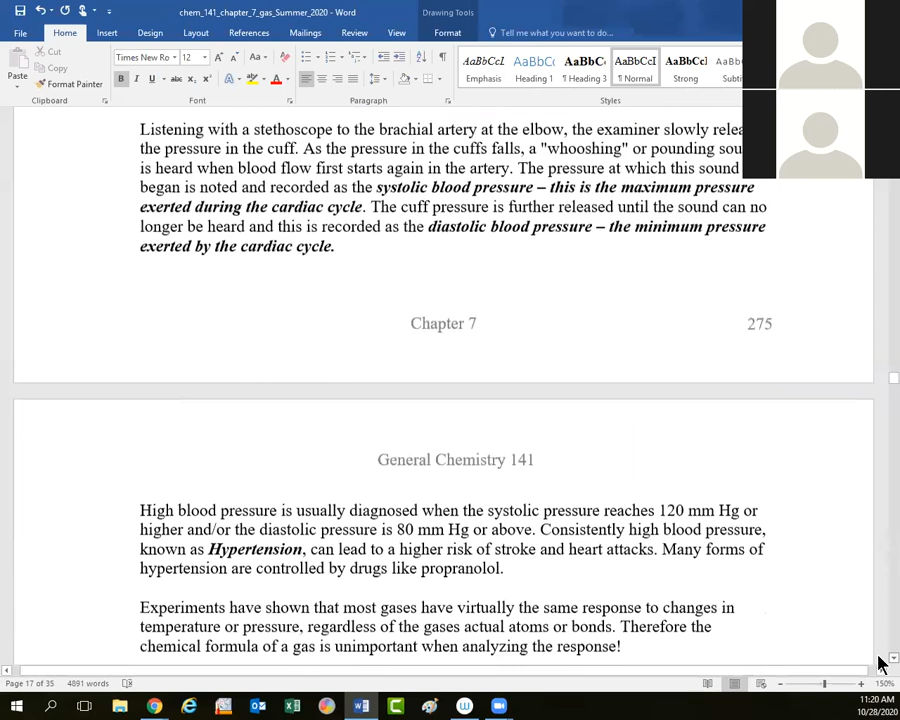 chem_141_chapter_7_gas_Summer_2020 - Word
Drawing Tools
File Home Insert Design Layout References Mailings Review View Format Tell me what you want to do...
Paste
Cut
Copy
Format Painter
Times New Ro 12
Aa
B I U abc x₂ x² A A
AaBbCcI AaBbCc AaBbCc AaBbCcI AaBbCc
Emphasis Heading 1 ¶ Heading 3 ¶ Normal Strong
Clipboard Font Paragraph Styles
Listening with a stethoscope to the brachial artery at the elbow, the examiner slowly relea
the pressure in the cuff. As the pressure in the cuffs falls, a "whooshing" or pounding sou
is heard when blood flow first starts again in the artery. The pressure at which this sound
began is noted and recorded as the systolic blood pressure – this is the maximum pressure
exerted during the cardiac cycle. The cuff pressure is further released until the sound can no
longer be heard and this is recorded as the diastolic blood pressure – the minimum pressure
exerted by the cardiac cycle.
Chapter 7 275
General Chemistry 141
High blood pressure is usually diagnosed when the systolic pressure reaches 120 mm Hg or
higher and/or the diastolic pressure is 80 mm Hg or above. Consistently high blood pressure,
known as Hypertension, can lead to a higher risk of stroke and heart attacks. Many forms of
hypertension are controlled by drugs like propranolol.
Experiments have shown that most gases have virtually the same response to changes in
temperature or pressure, regardless of the gases actual atoms or bonds. Therefore the
chemical formula of a gas is unimportant when analyzing the response!
Page 17 of 35 4891 words 150%
11:20 AM
10/28/2020